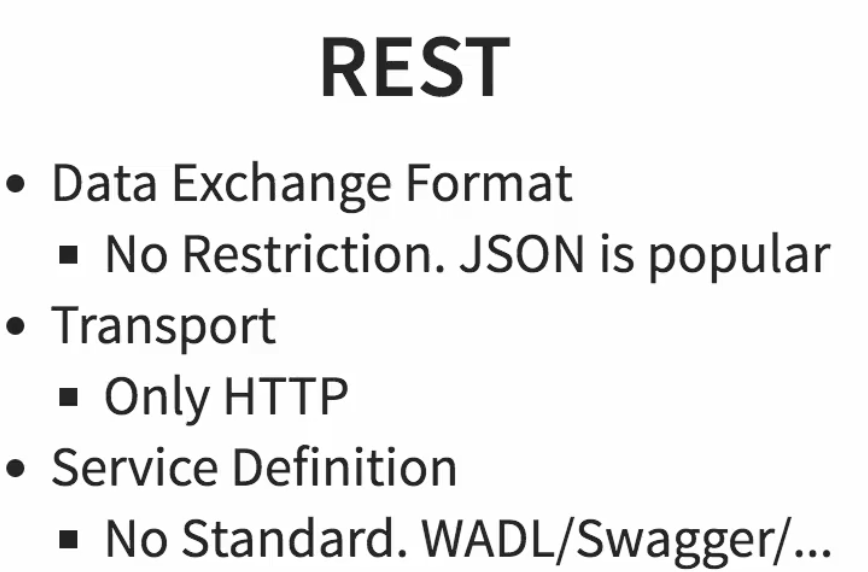 REST
• Data Exchange Format
▪ No Restriction. JSON is popular
• Transport
▪ Only HTTP
• Service Definition
▪ No Standard. WADL/Swagger/...